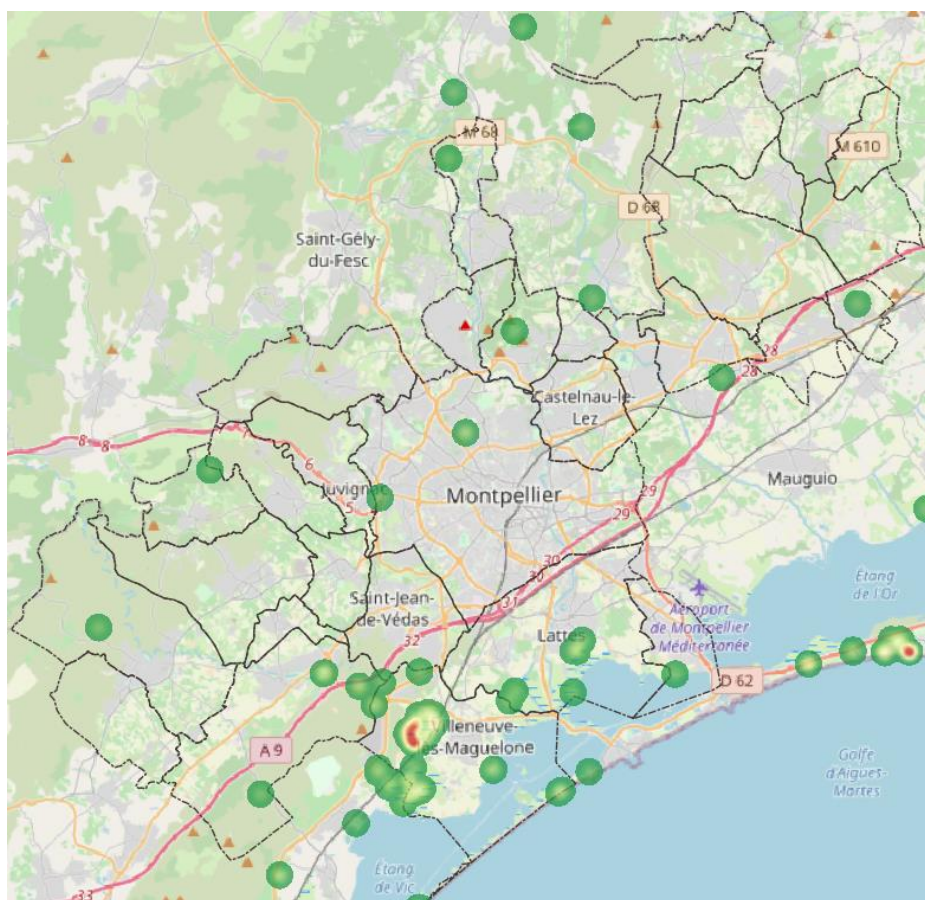 M 68
M 610
D 68
Saint-Gély-
du-Fesc
28
28
Castelnau-le-
Lez
8
8
7
6
Juvignac
5
Montpellier
Mauguio
29
29
30
30
31
Saint-Jean-
de-Védas
32
Lattes
Aéroport
de Montpellier
Méditerranée
Étang
de l'Or
D 62
A 9
Villeneuve-
lès-Maguelone
Golfe
d'Aigues-
Mortes
Étang
de Vic
33